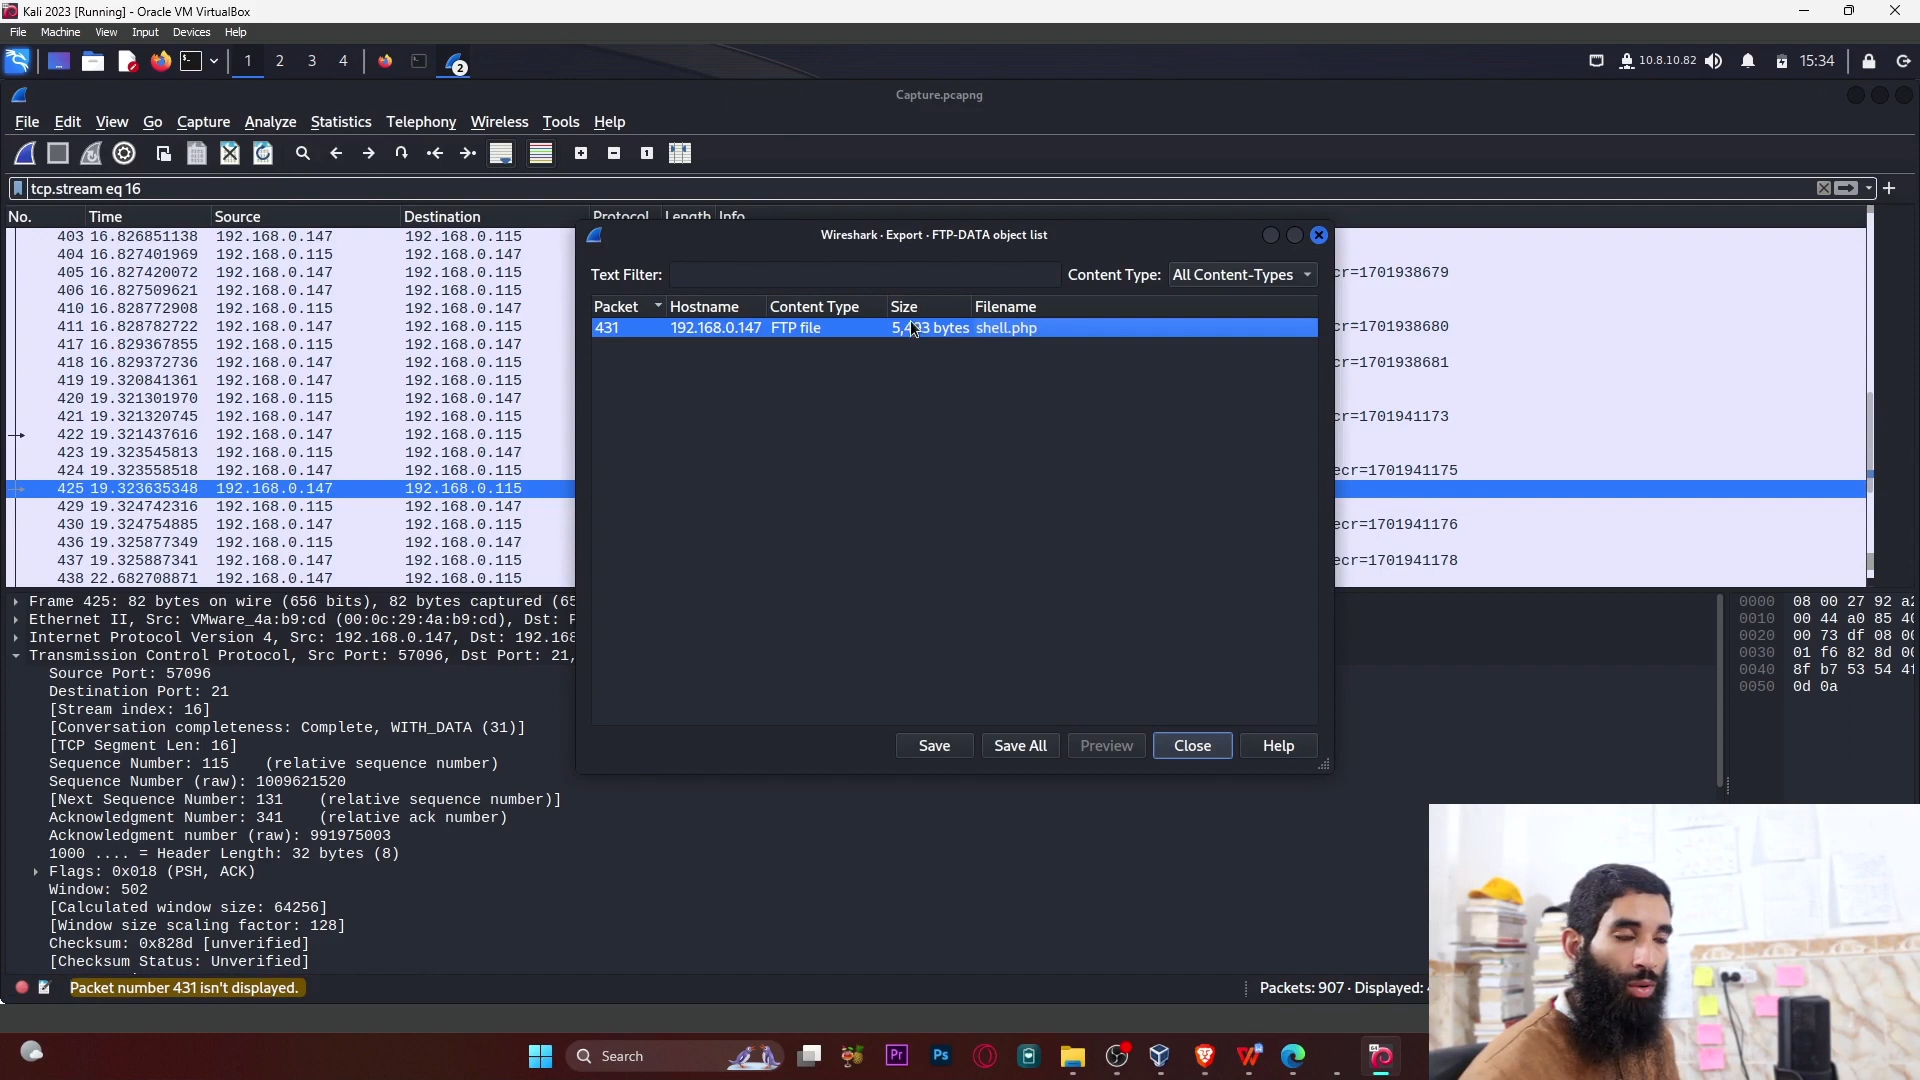 Kali 2023 [Running] - Oracle VM VirtualBox
File Machine View Input Devices Help
1 2 3 4 2 10.8.10.82 15:34
Capture.pcapng
File Edit View Go Capture Analyze Statistics Telephony Wireless Tools Help
tcp.stream eq 16
No. Time Source Destination Protocol Length Info
403 16.826851138 192.168.0.147 192.168.0.115
404 16.827401969 192.168.0.115 192.168.0.147
405 16.827420072 192.168.0.147 192.168.0.115 cr=1701938679
406 16.827509621 192.168.0.147 192.168.0.115
410 16.828772908 192.168.0.115 192.168.0.147
411 16.828782722 192.168.0.147 192.168.0.115 cr=1701938680
417 16.829367855 192.168.0.115 192.168.0.147
418 16.829372736 192.168.0.147 192.168.0.115 cr=1701938681
419 19.320841361 192.168.0.147 192.168.0.115
420 19.321301970 192.168.0.115 192.168.0.147
421 19.321320745 192.168.0.147 192.168.0.115 cr=1701941173
422 19.321437616 192.168.0.147 192.168.0.115
423 19.323545813 192.168.0.115 192.168.0.147
424 19.323558518 192.168.0.147 192.168.0.115 ecr=1701941175
425 19.323635348 192.168.0.147 192.168.0.115
429 19.324742316 192.168.0.115 192.168.0.147
430 19.324754885 192.168.0.147 192.168.0.115 ecr=1701941176
436 19.325877349 192.168.0.115 192.168.0.147
437 19.325887341 192.168.0.147 192.168.0.115 ecr=1701941178
438 22.682708871 192.168.0.147 192.168.0.115
Wireshark · Export · FTP-DATA object list
Text Filter: Content Type: All Content-Types
Packet Hostname Content Type Size Filename
431 192.168.0.147 FTP file bytes shell.php
Save Save All Preview Close Help
Frame 425: 82 bytes on wire (656 bits), 82 bytes captured (65
Ethernet II, Src: VMware_4a:b9:cd (00:0c:29:4a:b9:cd), Dst:
Internet Protocol Version 4, Src: 192.168.0.147, Dst: 192.168
Transmission Control Protocol, Src Port: 57096, Dst Port: 21,
Source Port: 57096
Destination Port: 21
[Stream index: 16]
[Conversation completeness: Complete, WITH_DATA (31)]
[TCP Segment Len: 16]
Sequence Number: 115 (relative sequence number)
Sequence Number (raw): 1009621520
[Next Sequence Number: 131 (relative sequence number)]
Acknowledgment Number: 341 (relative ack number)
Acknowledgment number (raw): 991975003
1000 .... = Header Length: 32 bytes (8)
Flags: 0x018 (PSH, ACK)
Window: 502
[Calculated window size: 64256]
[Window size scaling factor: 128]
Checksum: 0x828d [unverified]
[Checksum Status: Unverified]
0000 08 00 27 92
0010 00 44 a0 85
0020 00 73 df 08
0030 01 f6 82 8d
0040 8f b7 53 54
0050 0d 0a
Packet number 431 isn't displayed.
Packets: 907 · Displayed:
Search
Pr Ps